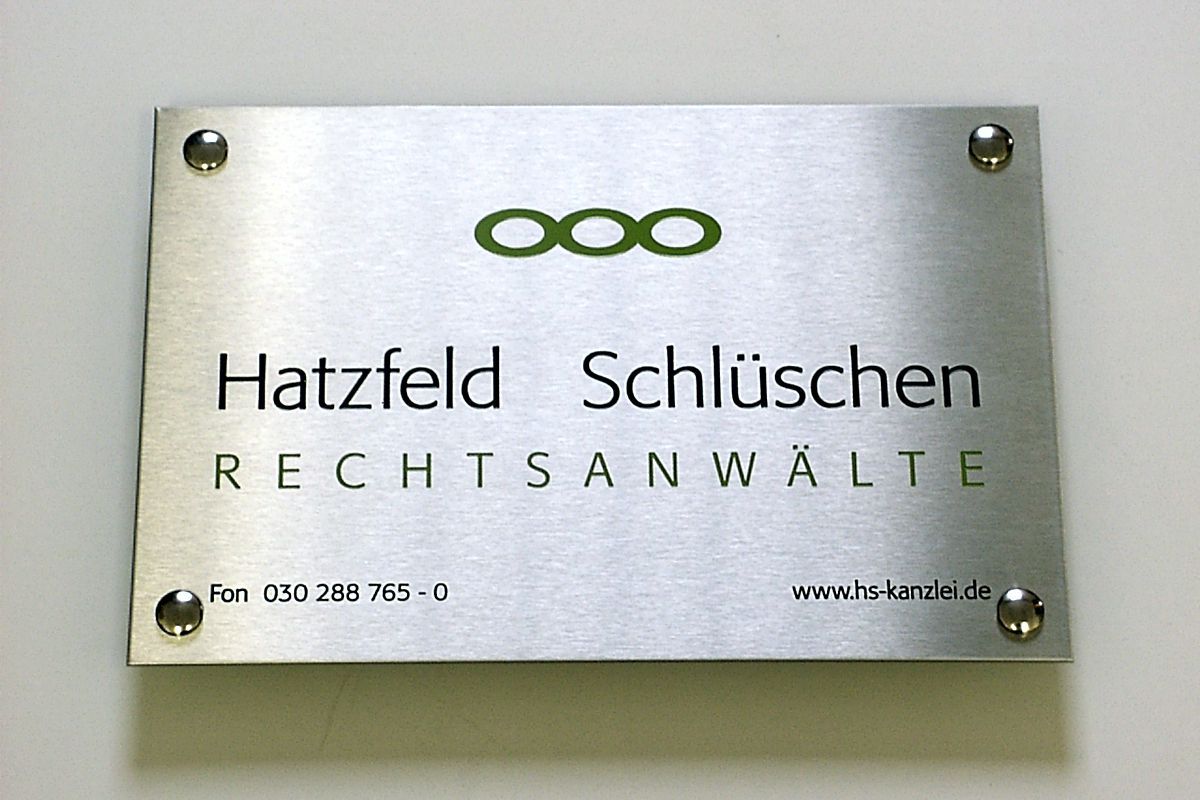 Hatzfeld Schlüschen
RECHTSANWÄLTE
Fon 030 288 765 - 0
www.hs-kanzlei.de